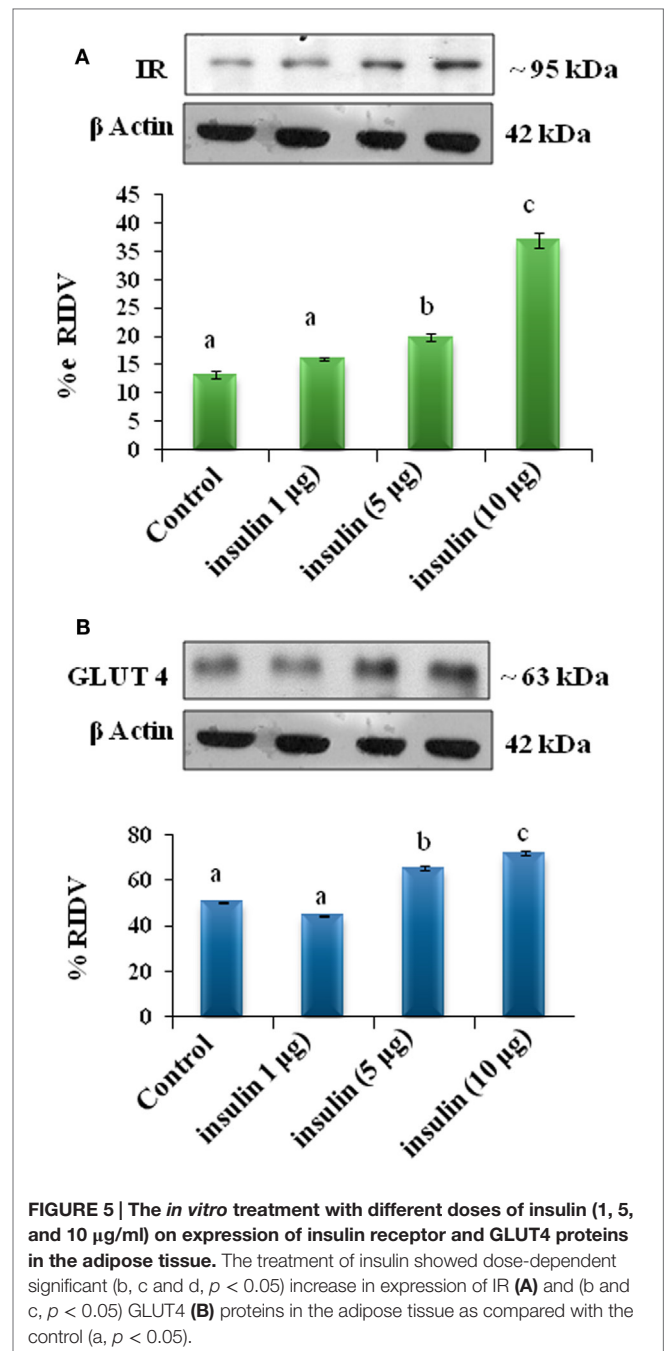 A
IR
~95 kDa
β Actin
42 kDa
45
40
35
30
25
20
15
10
5
0
%e RIDV
a
a
b
c
Control
insulin 1 µg)
insulin (5 µg)
insulin (10 µg)
B
GLUT 4
~63 kDa
β Actin
42 kDa
80
60
40
20
0
% RIDV
a
a
b
c
Control
insulin 1 µg)
insulin (5 µg)
insulin (10 µg)
FIGURE 5 | The in vitro treatment with different doses of insulin (1, 5,
and 10 µg/ml) on expression of insulin receptor and GLUT4 proteins
in the adipose tissue. The treatment of insulin showed dose-dependent
significant (b, c and d, p < 0.05) increase in expression of IR (A) and (b and
c, p < 0.05) GLUT4 (B) proteins in the adipose tissue as compared with the
control (a, p < 0.05).